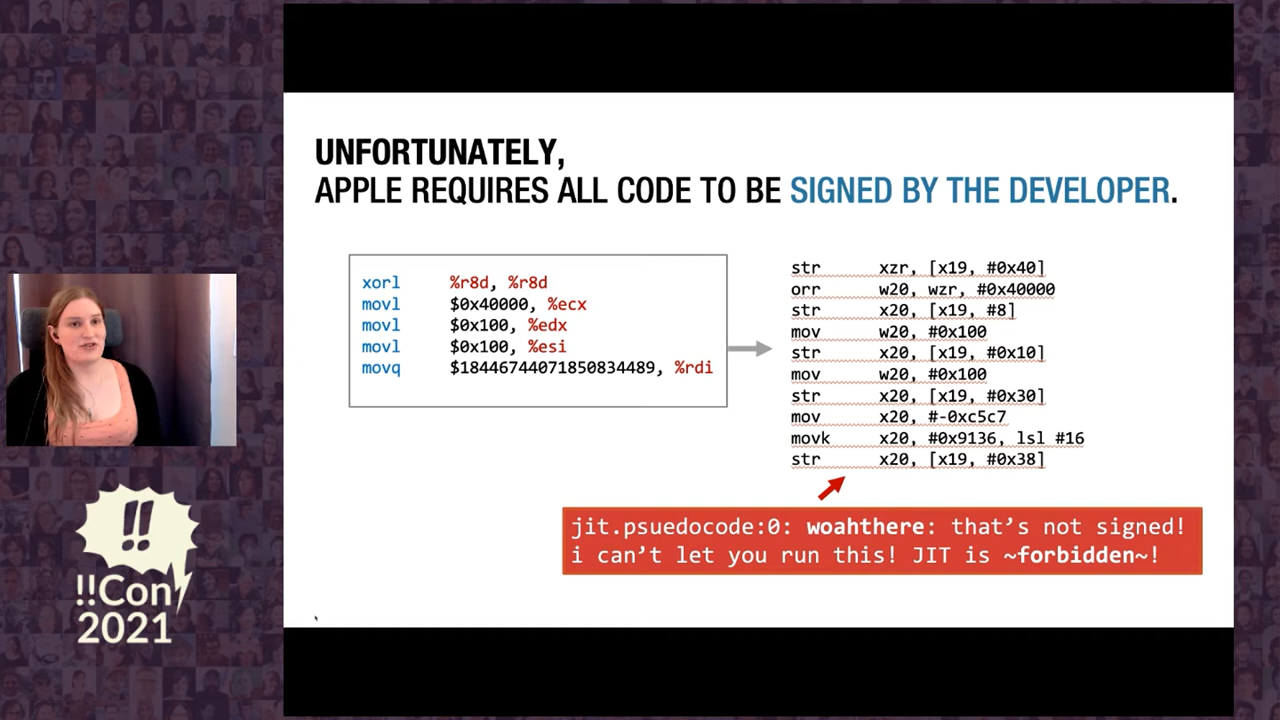 UNFORTUNATELY,
APPLE REQUIRES ALL CODE TO BE SIGNED BY THE DEVELOPER.
xorl %r8d, %r8d
movl $0x40000, %ecx
movl $0x100, %edx
movl $0x100, %esi
movq $18446744071850834489, %rdi
str xzr, [x19, #0x40]
orr w20, wzr, #0x40000
str x20, [x19, #8]
mov w20, #0x100
str x20, [x19, #0x10]
mov w20, #0x100
str x20, [x19, #0x30]
mov x20, #-0xc5c7
movk x20, #0x9136, lsl #16
str x20, [x19, #0x38]
jit.psuedocode:0: woahthere: that's not signed!
i can't let you run this! JIT is ~forbidden~!
!!
!!Con
2021